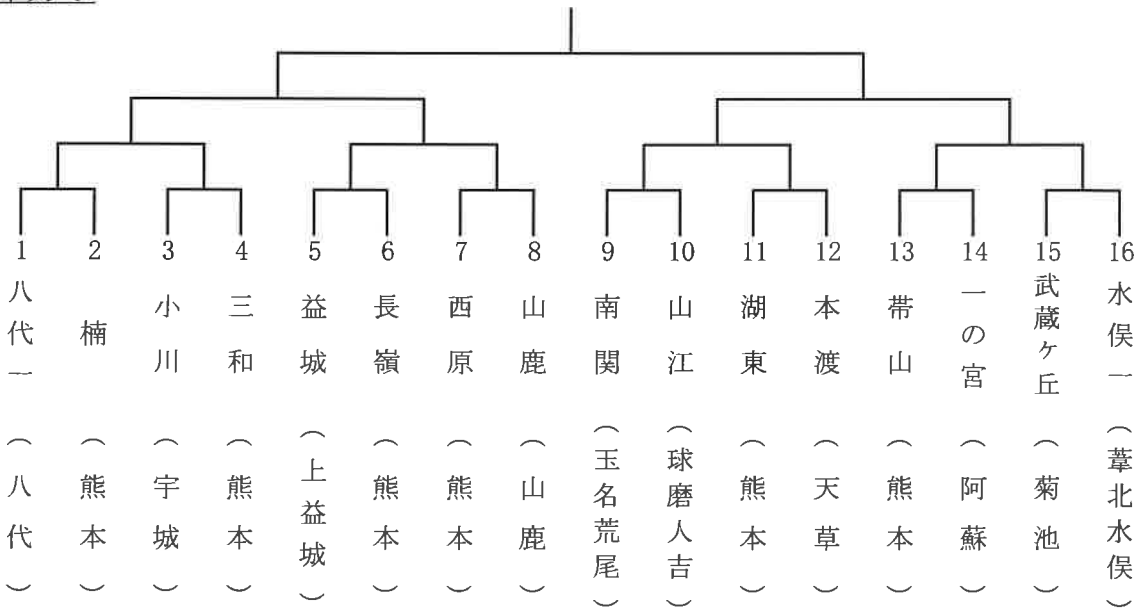 1 2 3 4 5 6 7 8 9 10 11 12 13 14 15 16
八代一（八代）
楠（熊本）
小川（宇城）
三和（熊本）
益城（上益城）
長嶺（熊本）
西原（熊本）
山鹿（山鹿）
南関（玉名荒尾）
山江（球磨人吉）
湖東（熊本）
本渡（天草）
帯山（熊本）
一の宮（阿蘇）
武蔵ヶ丘（菊池）
水俣一（葦北水俣）